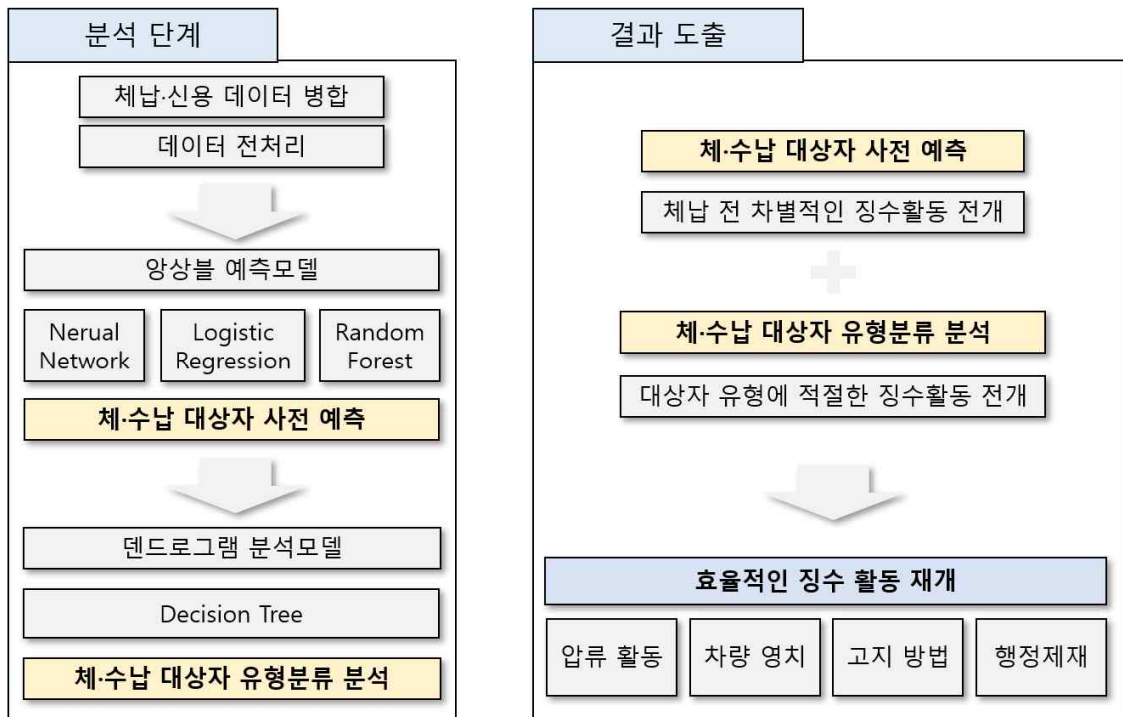 분석 단계
체납·신용 데이터 병합
데이터 전처리
앙상블 예측모델
Nerual
Network
Logistic
Regression
Random
Forest
체·수납 대상자 사전 예측
덴드로그램 분석모델
Decision Tree
체·수납 대상자 유형분류 분석
결과 도출
체·수납 대상자 사전 예측
체납 전 차별적인 징수활동 전개
체·수납 대상자 유형분류 분석
대상자 유형에 적절한 징수활동 전개
효율적인 징수 활동 재개
압류 활동
차량 영치
고지 방법
행정제재